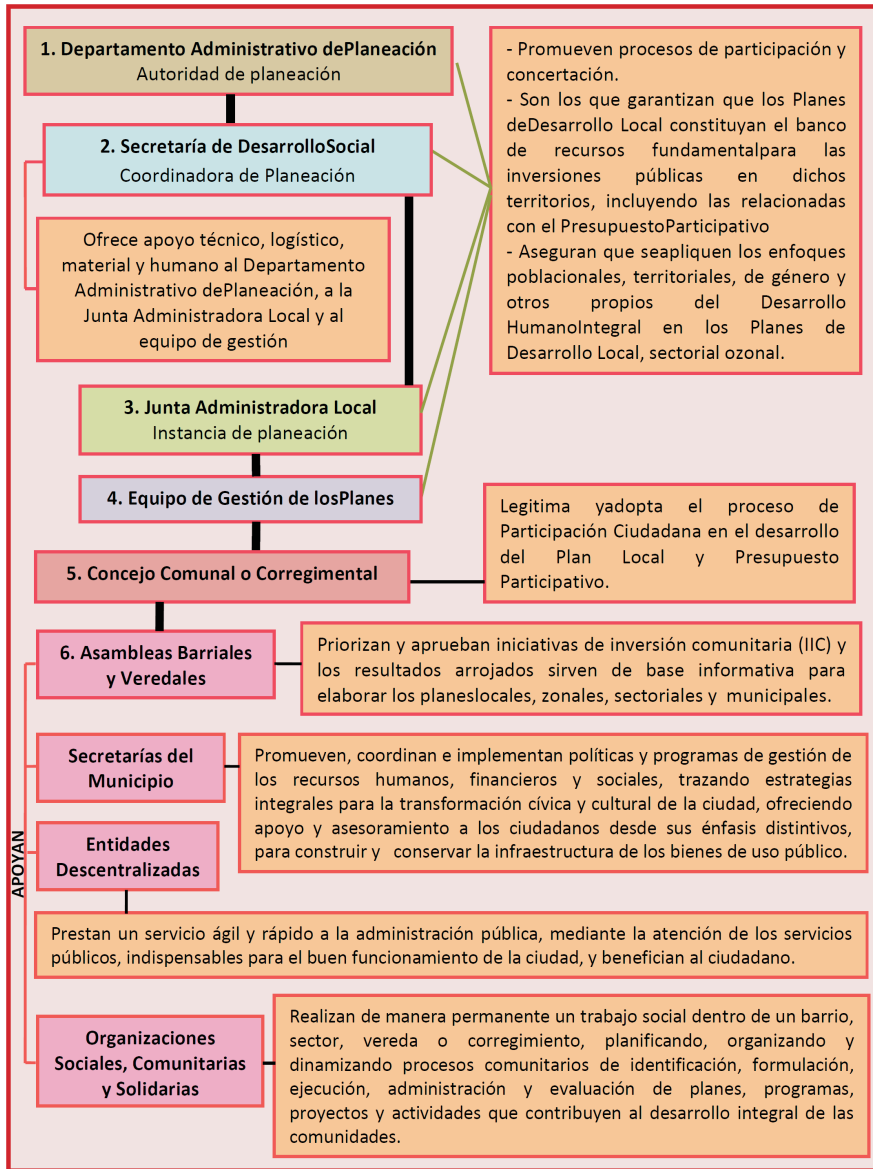 1. Departamento Administrativo dePlaneación
Autoridad de planeación
- Promueven procesos de participación y
concertación.
- Son los que garantizan que los Planes
deDesarrollo Local constituyan el banco
de recursos fundamentalpara las
inversiones públicas en dichos
territorios, incluyendo las relacionadas
con el PresupuestoParticipativo
- Aseguran que seapliquen los enfoques
poblacionales, territoriales, de género y
otros propios del Desarrollo
HumanoIntegral en los Planes de
Desarrollo Local, sectorial ozonal.
2. Secretaría de DesarrolloSocial
Coordinadora de Planeación
Ofrece apoyo técnico, logístico,
material y humano al Departamento
Administrativo dePlaneación, a la
Junta Administradora Local y al
equipo de gestión
3. Junta Administradora Local
Instancia de planeación
4. Equipo de Gestión de losPlanes
Legitima yadopta el proceso de
Participación Ciudadana en el desarrollo
del Plan Local y Presupuesto
Participativo.
5. Concejo Comunal o Corregimental
6. Asambleas Barriales
y Veredales
Priorizan y aprueban iniciativas de inversión comunitaria (IIC) y
los resultados arrojados sirven de base informativa para
elaborar los planeslocales, zonales, sectoriales y municipales.
APOYAN
Secretarías del
Municipio
Promueven, coordinan e implementan políticas y programas de gestión de
los recursos humanos, financieros y sociales, trazando estrategias
integrales para la transformación cívica y cultural de la ciudad, ofreciendo
apoyo y asesoramiento a los ciudadanos desde sus énfasis distintivos,
para construir y conservar la infraestructura de los bienes de uso público.
Entidades
Descentralizadas
Prestan un servicio ágil y rápido a la administración pública, mediante la atención de los servicios
públicos, indispensables para el buen funcionamiento de la ciudad, y benefician al ciudadano.
Organizaciones
Sociales, Comunitarias
y Solidarias
Realizan de manera permanente un trabajo social dentro de un barrio,
sector, vereda o corregimiento, planificando, organizando y
dinamizando procesos comunitarios de identificación, formulación,
ejecución, administración y evaluación de planes, programas,
proyectos y actividades que contribuyen al desarrollo integral de las
comunidades.